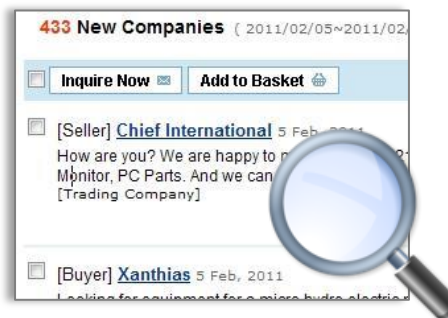 433 New Companies ( 2011/02/05~2011/02/
Inquire Now Add to Basket
[Seller] Chief International 5 Feb, 2011
How are you? We are happy to
Monitor, PC Parts. And we can
[Trading Company]
[Buyer] Xanthias 5 Feb, 2011
Looking for equipment for a micro hydro electric